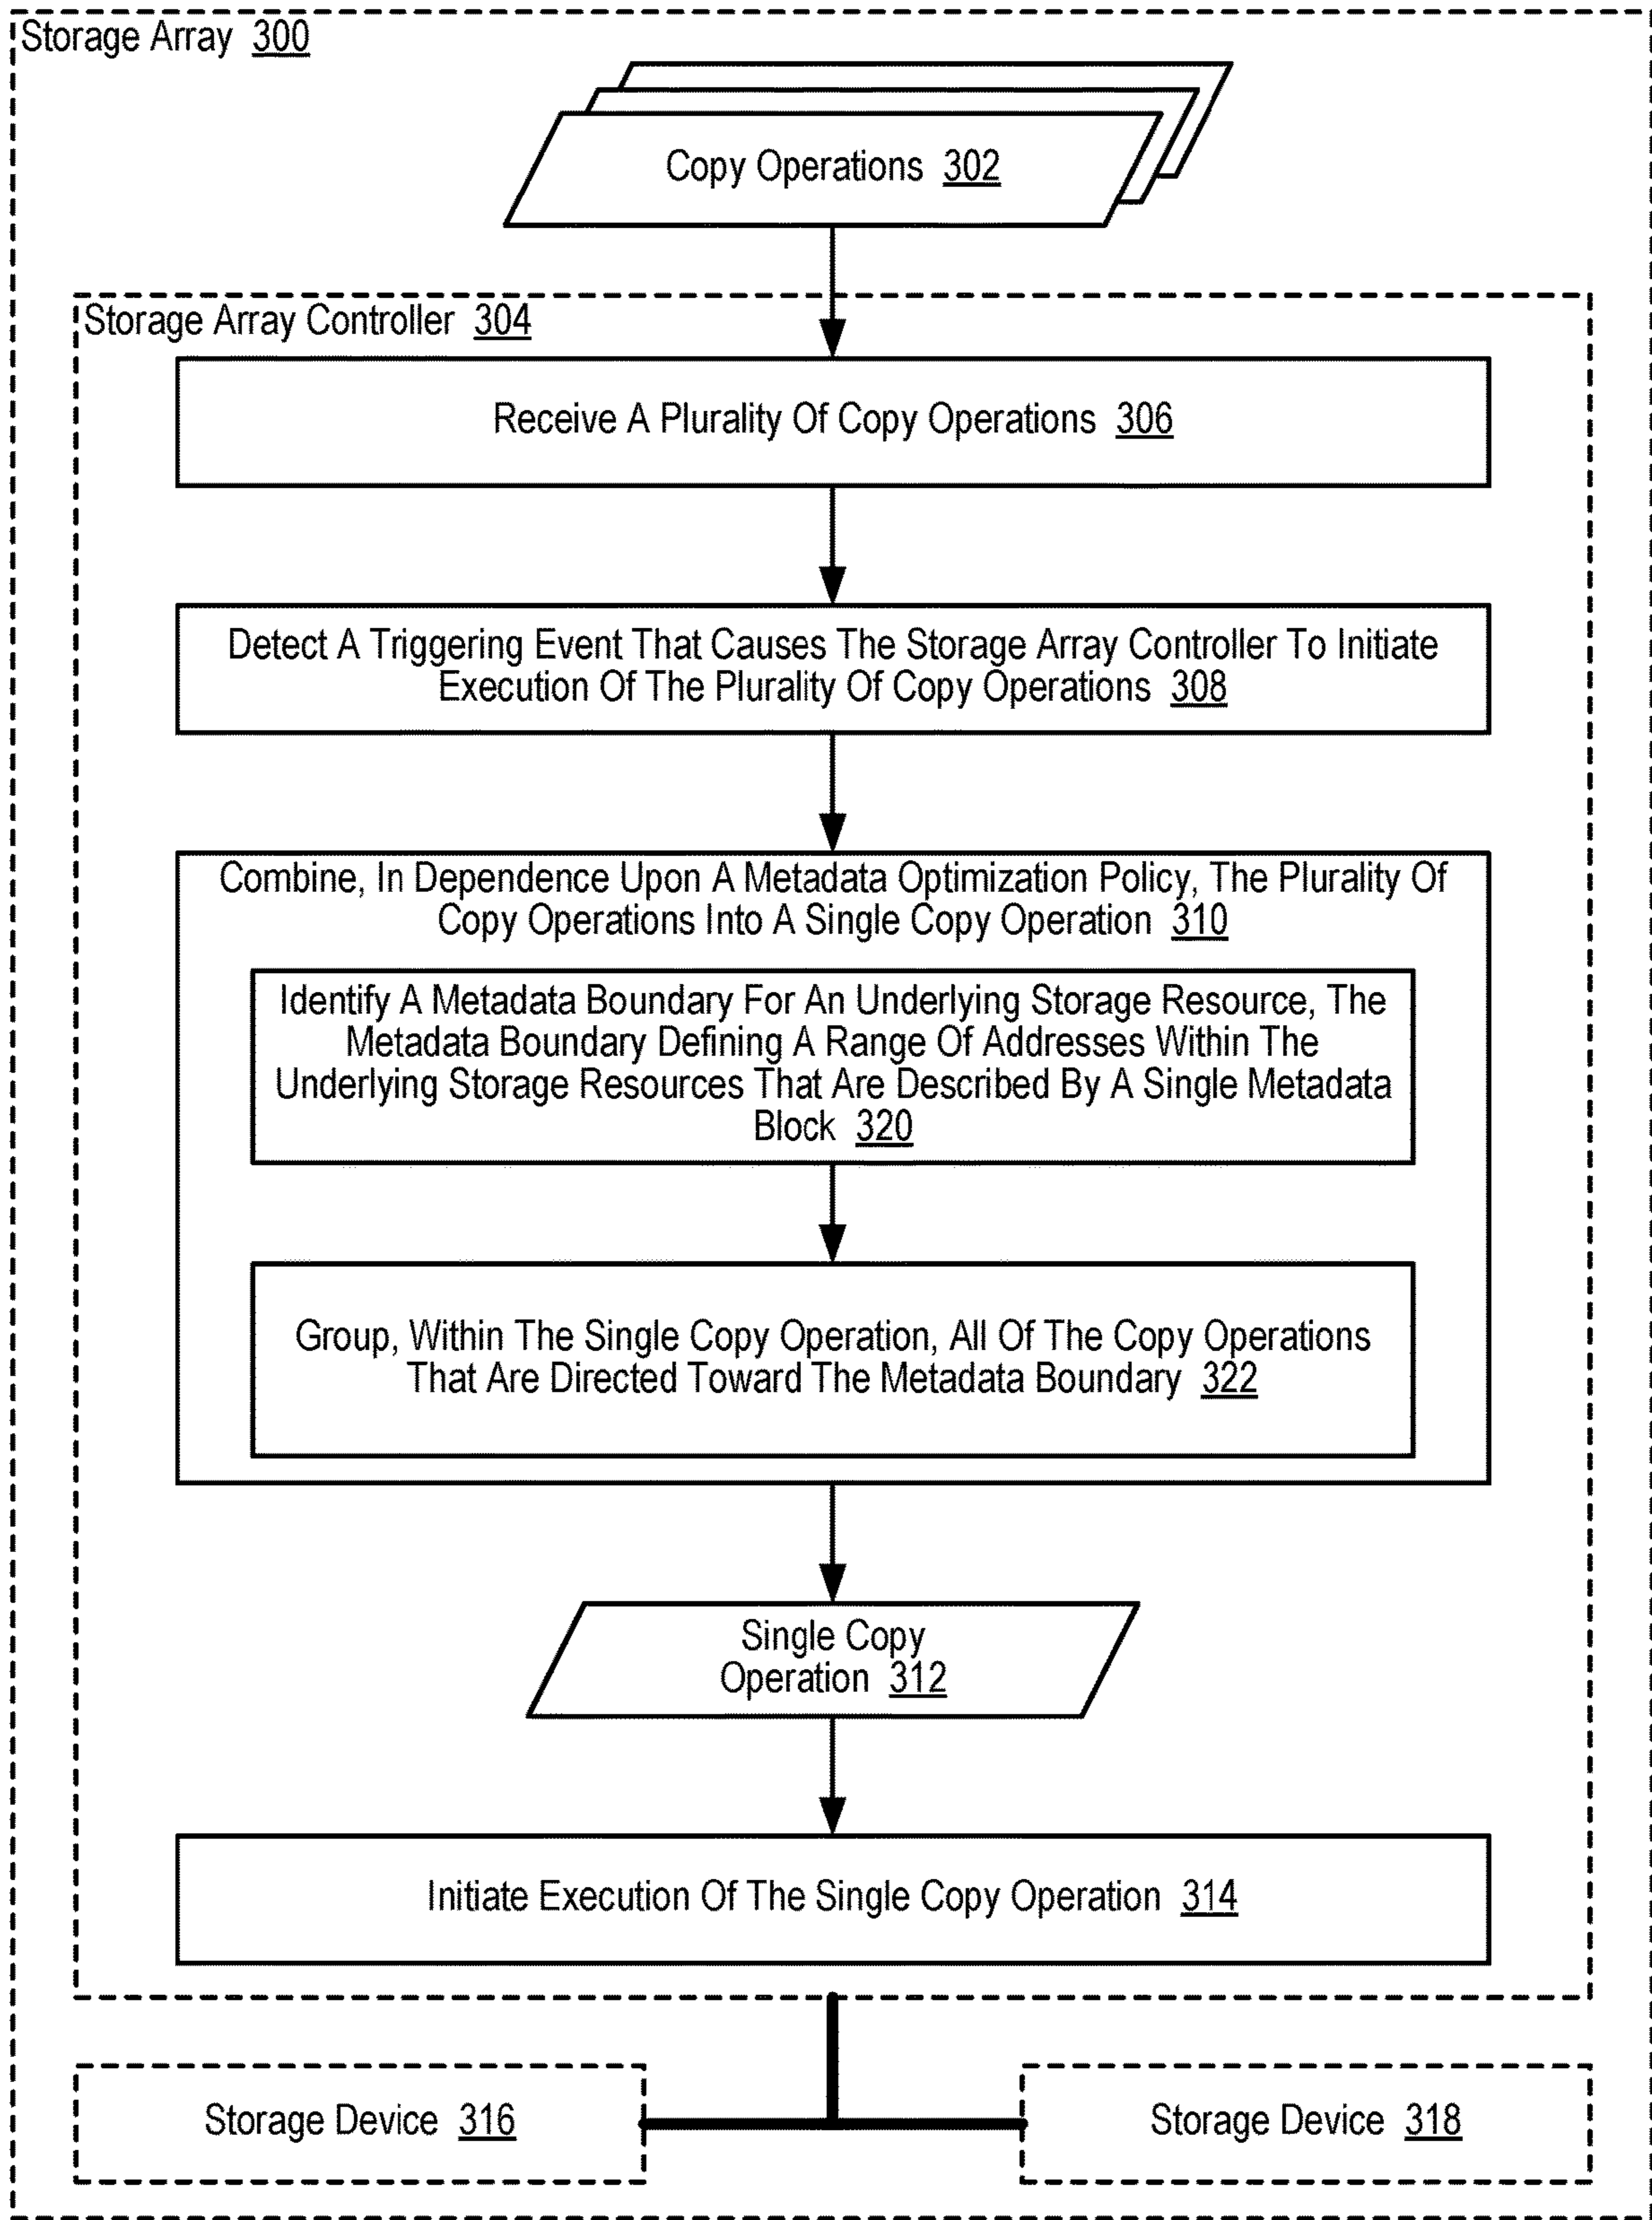 Storage Array 300
Copy Operations 302
Storage Array Controller 304
Receive A Plurality Of Copy Operations 306
Detect A Triggering Event That Causes The Storage Array Controller To Initiate
Execution Of The Plurality Of Copy Operations 308
Combine, In Dependence Upon A Metadata Optimization Policy, The Plurality Of
Copy Operations Into A Single Copy Operation 310
Identify A Metadata Boundary For An Underlying Storage Resource, The
Metadata Boundary Defining A Range Of Addresses Within The
Underlying Storage Resources That Are Described By A Single Metadata
Block 320
Group, Within The Single Copy Operation, All Of The Copy Operations
That Are Directed Toward The Metadata Boundary 322
Single Copy
Operation 312
Initiate Execution Of The Single Copy Operation 314
Storage Device 316
Storage Device 318